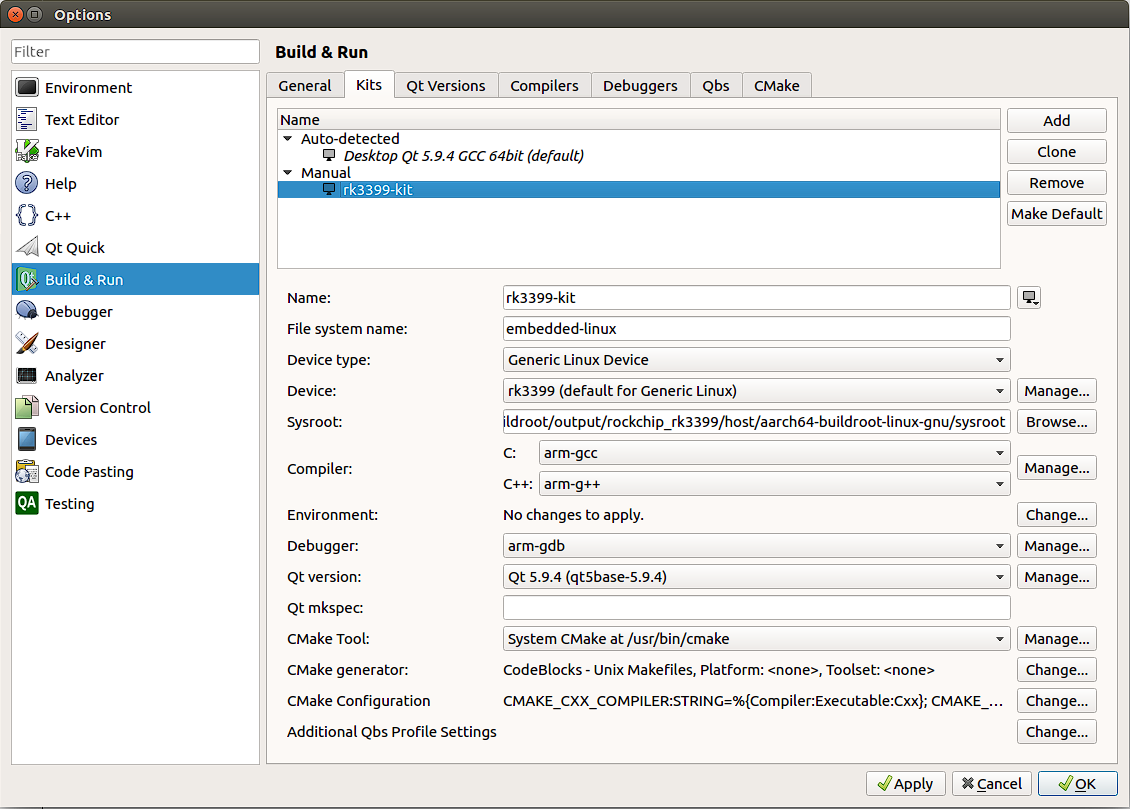 Options
Filter
Environment
Text Editor
FakeVim
Help
C++
Qt Quick
Build & Run
Debugger
Designer
Analyzer
Version Control
Devices
Code Pasting
QA Testing
Build & Run
General Kits Qt Versions Compilers Debuggers Qbs CMake
Name
Auto-detected
Desktop Qt 5.9.4 GCC 64bit (default)
Manual
rk3399-kit
Add
Clone
Remove
Make Default
Name: rk3399-kit
File system name: embedded-linux
Device type: Generic Linux Device
Device: rk3399 (default for Generic Linux) Manage...
Sysroot: ildroot/output/rockchip_rk3399/host/aarch64-buildroot-linux-gnu/sysroot Browse...
Compiler: C: arm-gcc Manage...
C++: arm-g++
Environment: No changes to apply. Change...
Debugger: arm-gdb Manage...
Qt version: Qt 5.9.4 (qt5base-5.9.4) Manage...
Qt mkspec:
CMake Tool: System CMake at /usr/bin/cmake Manage...
CMake generator: CodeBlocks - Unix Makefiles, Platform: <none>, Toolset: <none> Change...
CMake Configuration CMAKE_CXX_COMPILER:STRING=%{Compiler:Executable:Cxx}; CMAKE_... Change...
Additional Qbs Profile Settings Change...
Apply Cancel OK